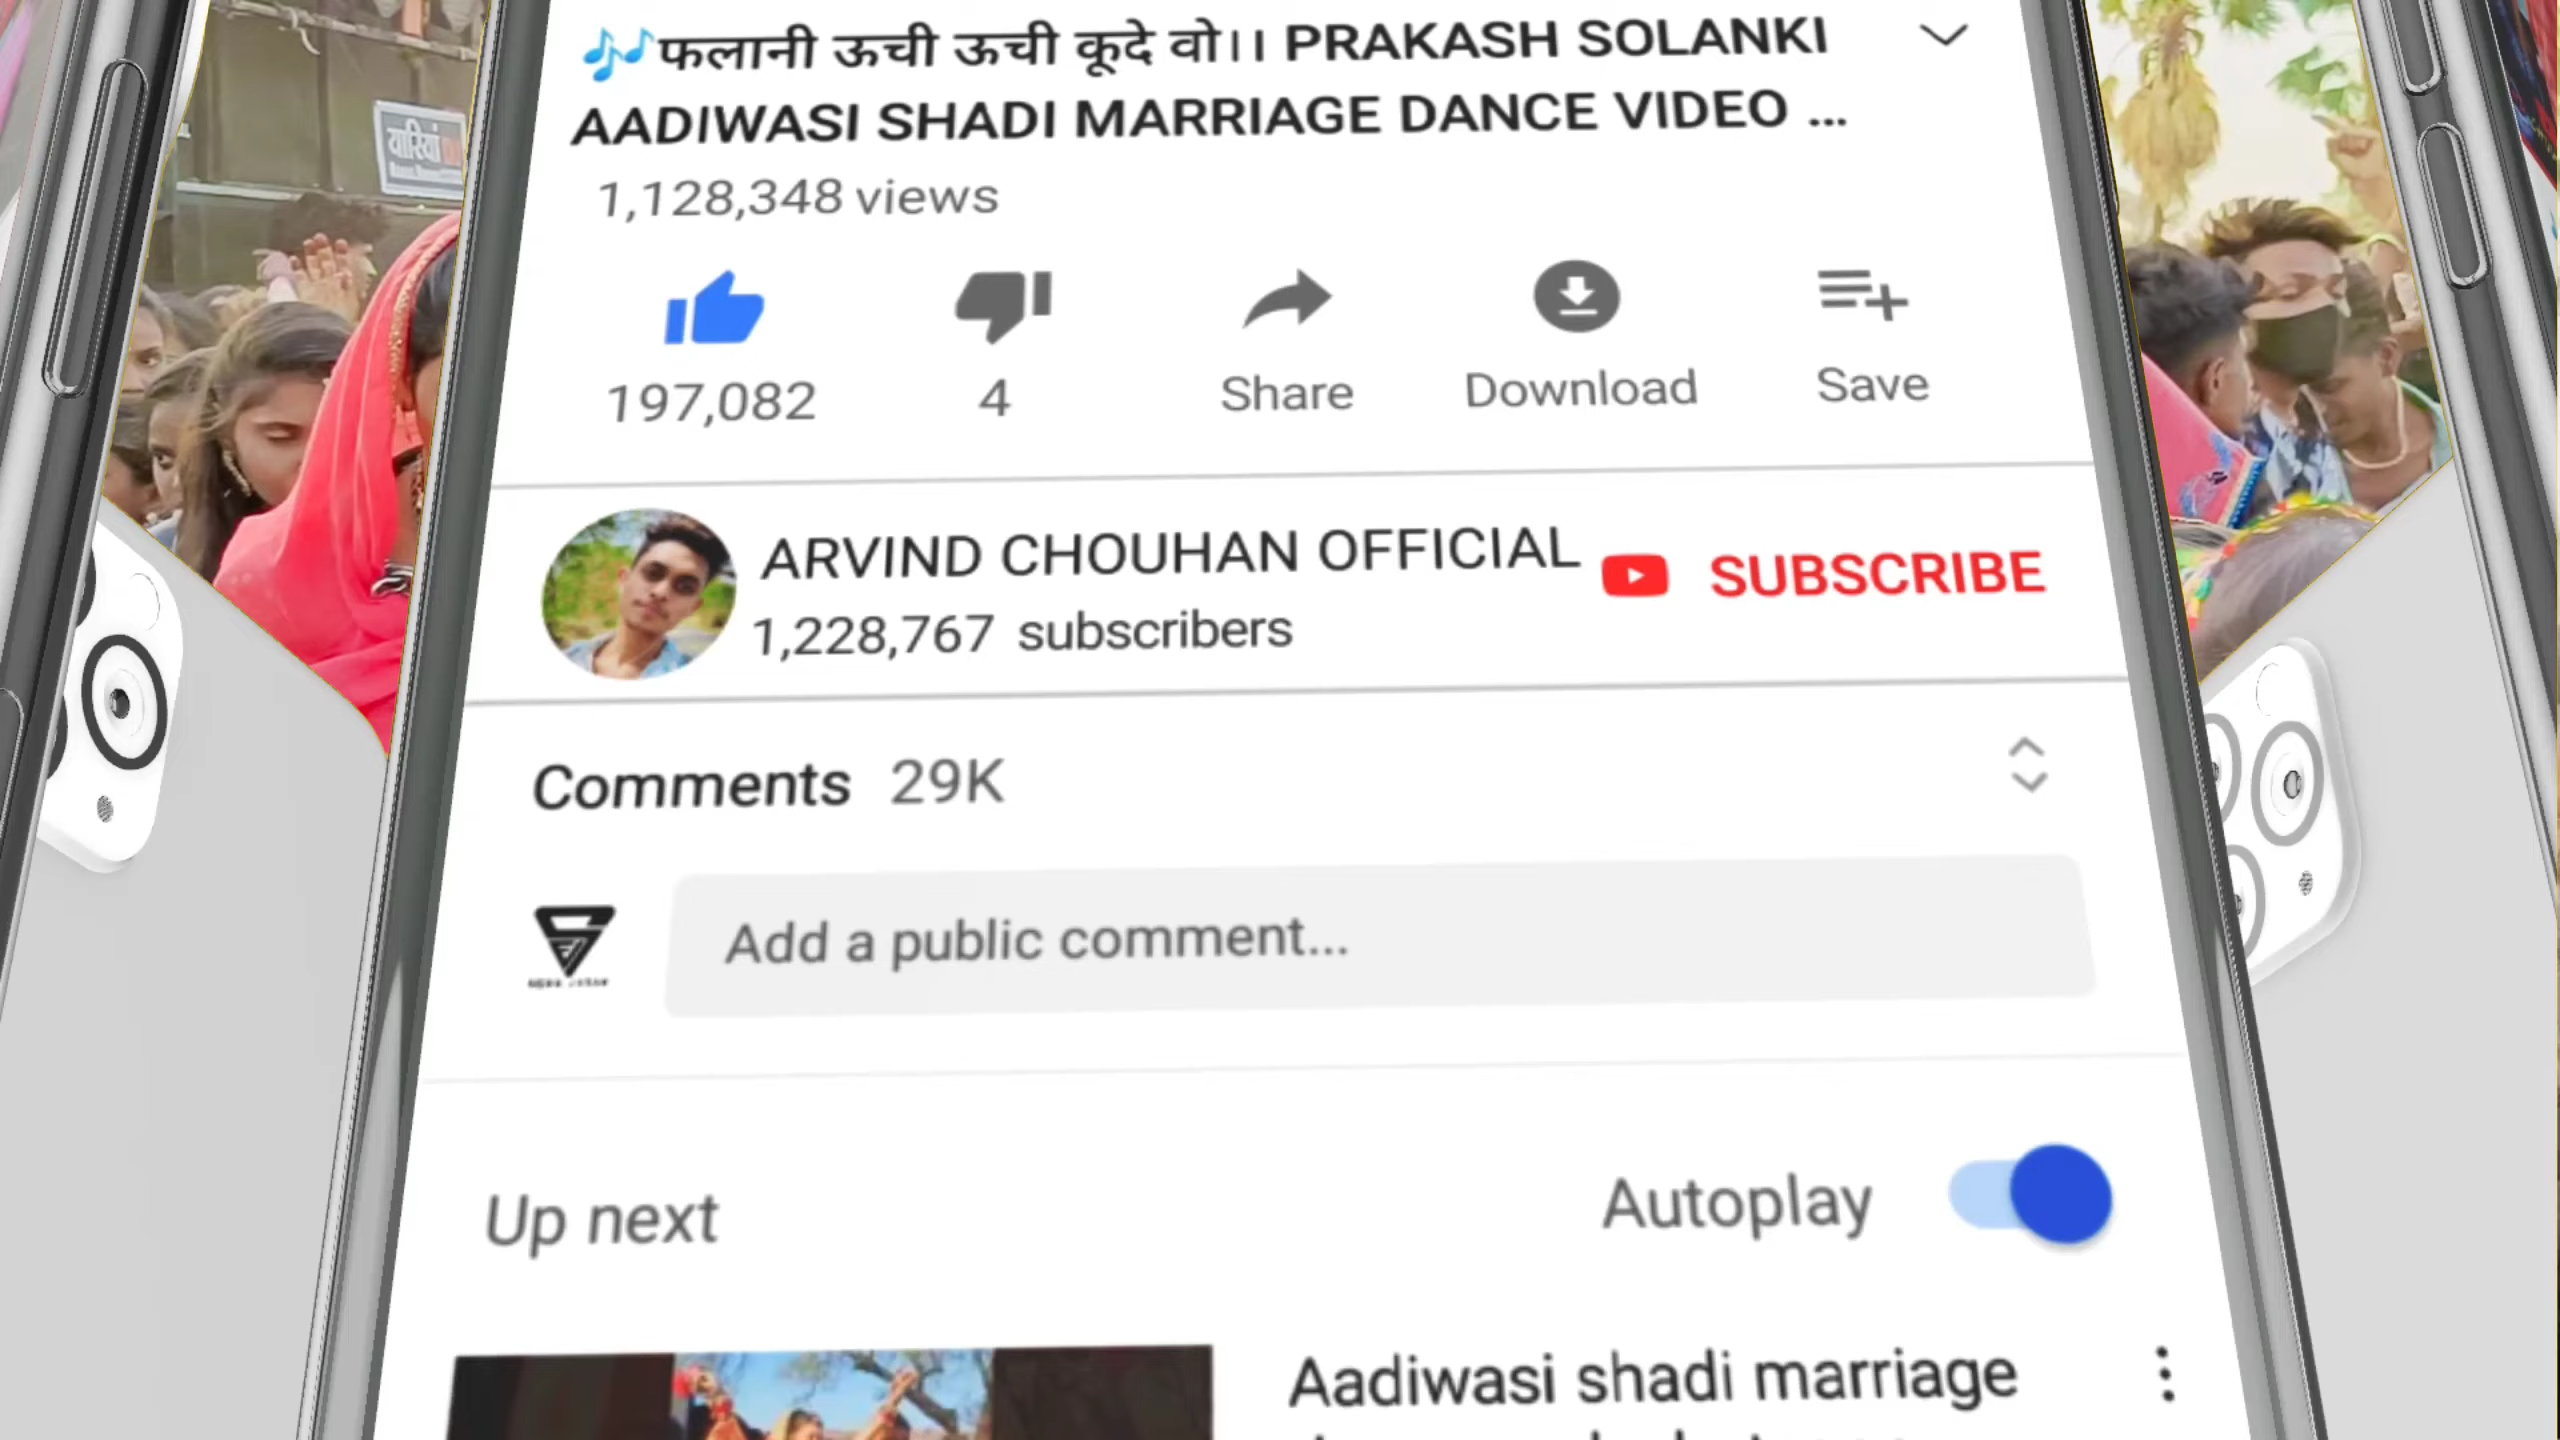 🎶फलानी ऊची ऊची कूदे वो।। PRAKASH SOLANKI
AADIWASI SHADI MARRIAGE DANCE VIDEO ...
1,128,348 views
197,082
4
Share
Download
Save
ARVIND CHOUHAN OFFICIAL
1,228,767 subscribers
SUBSCRIBE
Comments 29K
Add a public comment...
Up next
Autoplay
Aadiwasi shadi marriage
यारियां